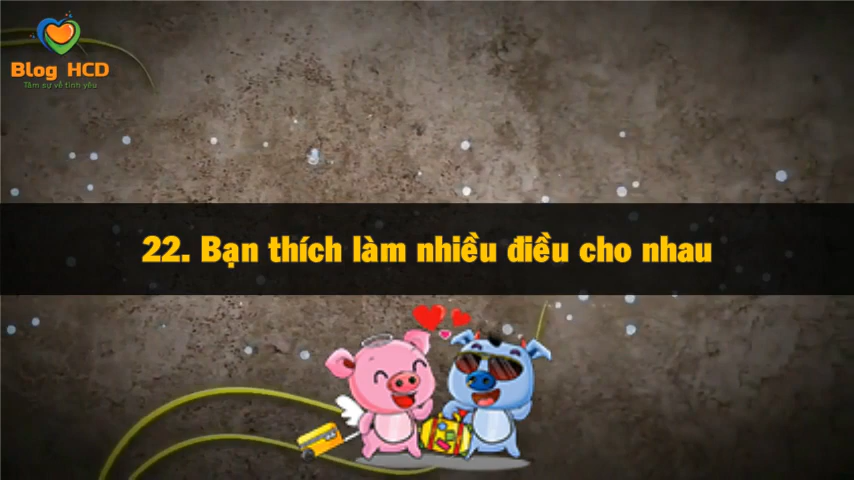 Blog HCD
Tâm sự về tình yêu
22. Bạn thích làm nhiều điều cho nhau